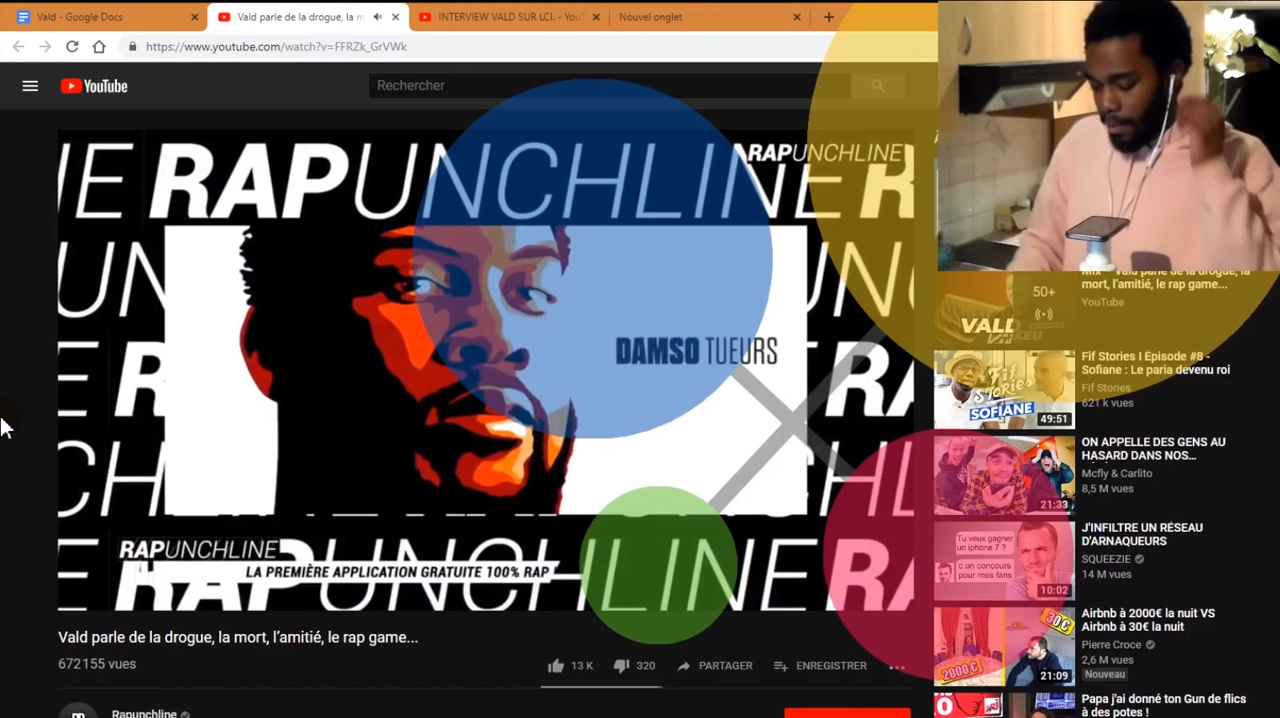 Vald - Google Docs
Vald parle de la drogue, la m
INTERVIEW VALD SUR LCI. - YouT
Nouvel onglet
https://www.youtube.com/watch?v=FFRZk_GrVWk
YouTube
Rechercher
NE RAPUNCHLINE R
RAPUNCHLINE
DAMSO TUEURS
RAPUNCHLINE
LA PREMIÈRE APPLICATION GRATUITE 100% RAP
Vald parle de la drogue, la mort, l'amitié, le rap game...
672 155 vues
13 K
320
PARTAGER
ENREGISTRER
Rapunchline
Mix - Vald parle de la drogue, la
mort, l'amitié, le rap game...
YouTube
50+
VALD
Fif Stories I Épisode #8 -
Sofiane : Le paria devenu roi
Fif Stories
621 k vues
Fif
STORIES
SOFIANE
49:51
ON APPELLE DES GENS AU
HASARD DANS NOS...
Mcfly & Carlito
8,5 M vues
21:33
J'INFILTRE UN RÉSEAU
D'ARNAQUEURS
SQUEEZIE
14 M vues
Tu veux gagner
un iphone 7 ?
c un concours
pour mes fans
10:02
Airbnb à 2000€ la nuit VS
Airbnb à 30€ la nuit
Pierre Croce
2,6 M vues
Nouveau
30€
2000€
21:09
Papa j'ai donné ton Gun de flics
à des potes !